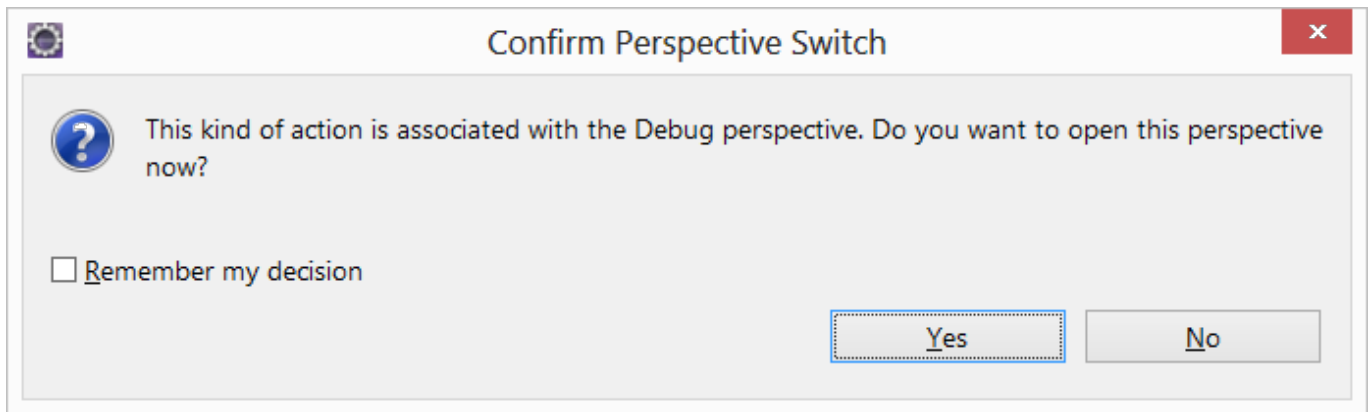 Confirm Perspective Switch
x
This kind of action is associated with the Debug perspective. Do you want to open this perspective
now?
Remember my decision
Yes
No